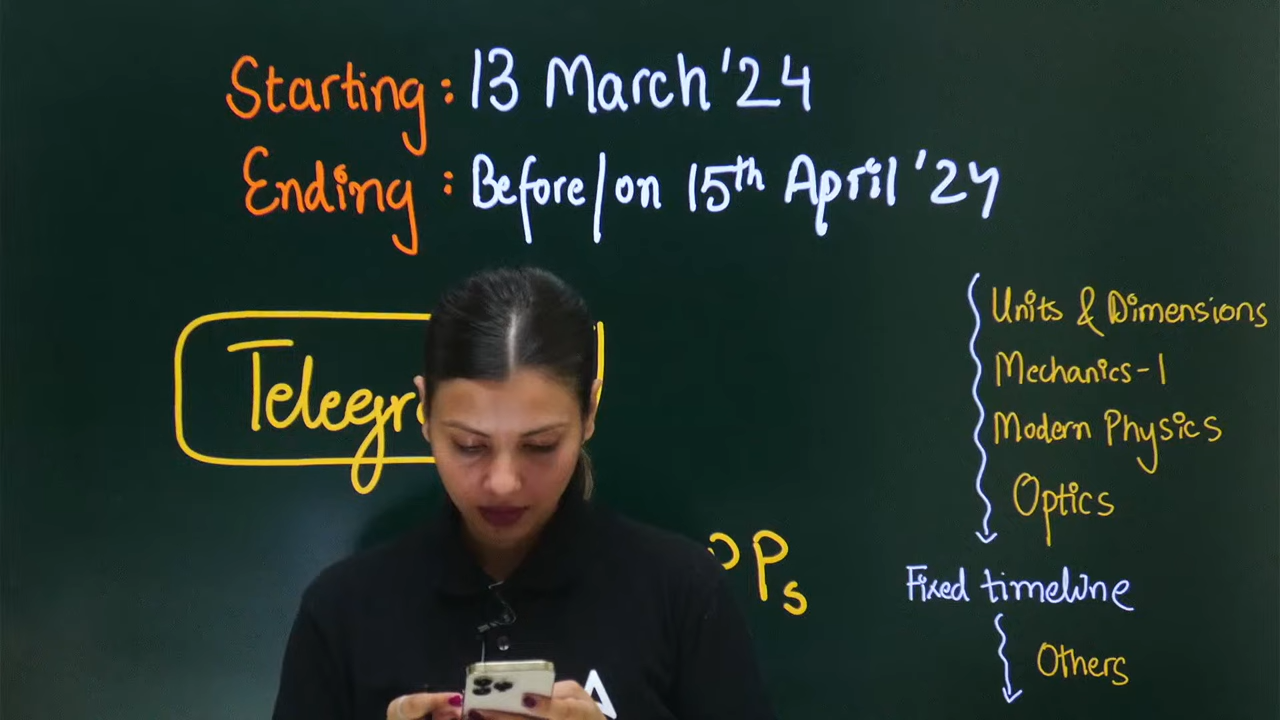 Starting : 13 March '24
Ending : Before/on 15th April '24
Units & Dimensions
Mechanics-1
Modern Physics
Optics
Fixed timeline
Others